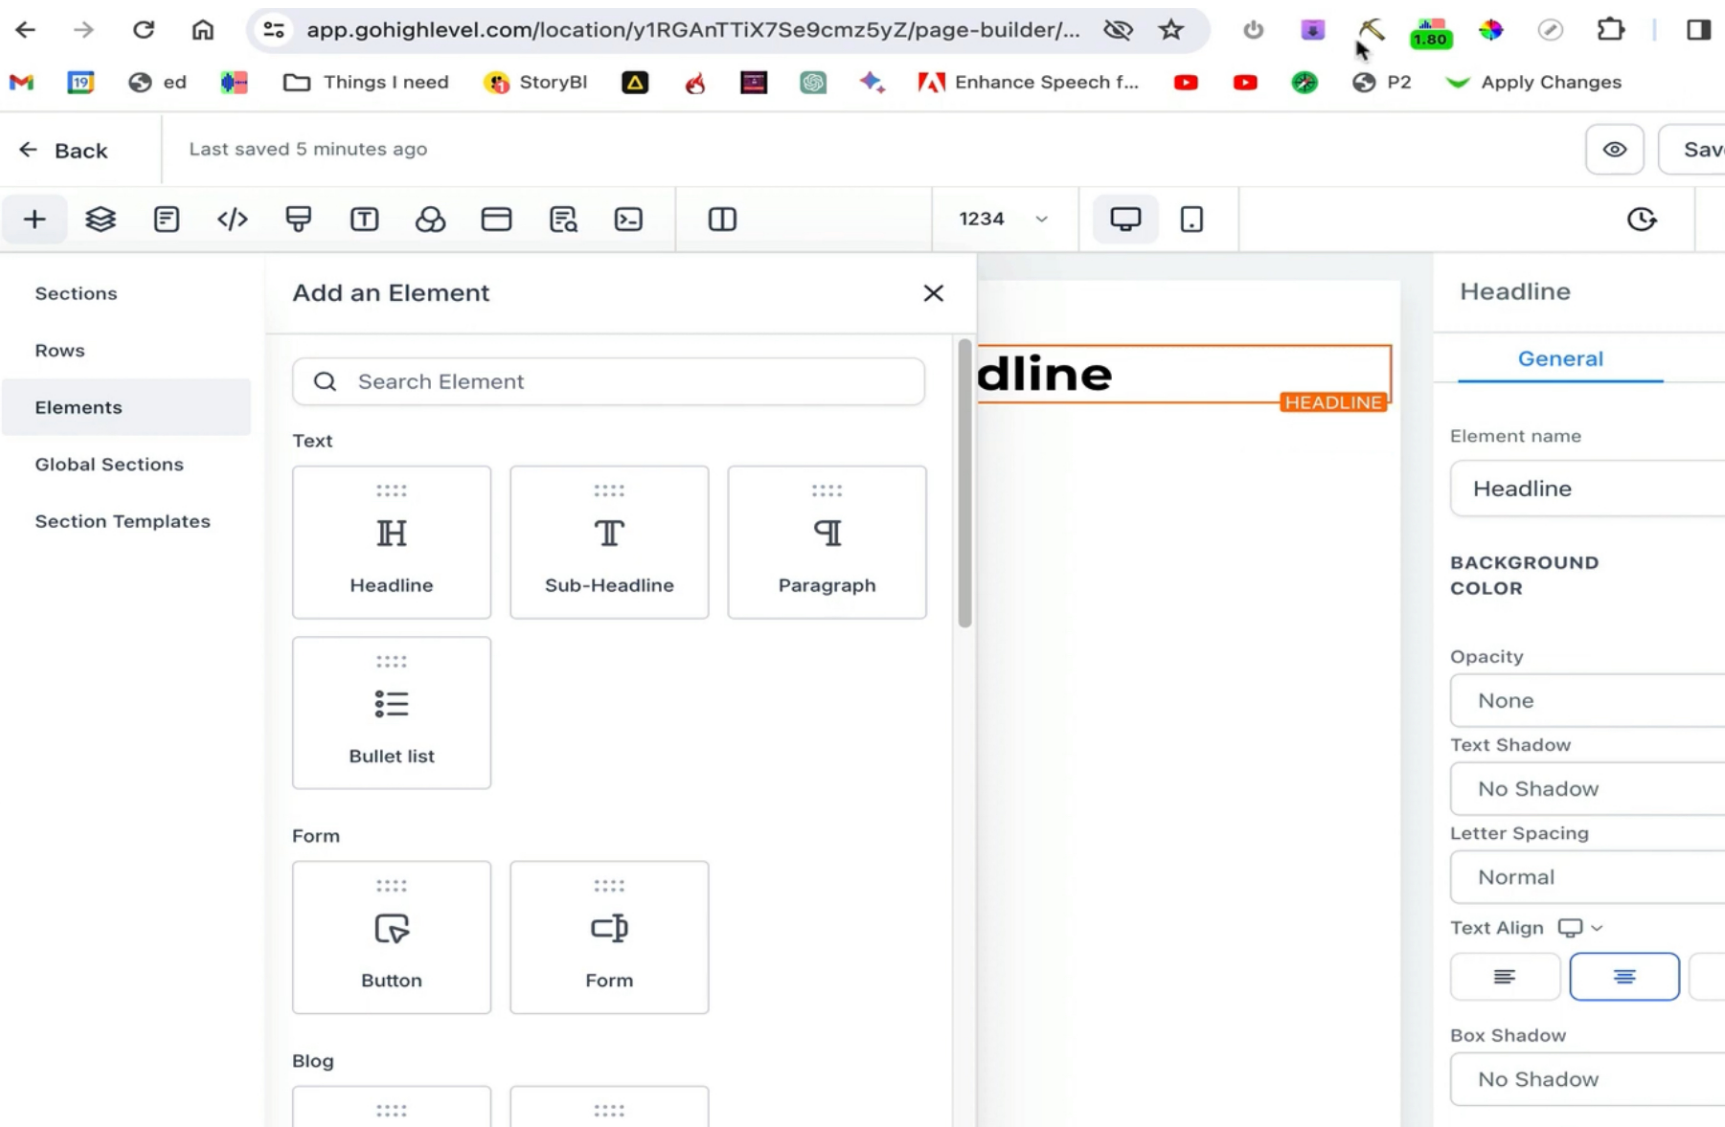 app.gohighlevel.com/location/y1RGAnTTiX7Se9cmz5yZ/page-builder/...
1.80
19
ed
Things I need
StoryBl
Enhance Speech f...
P2
Apply Changes
Back
Last saved 5 minutes ago
Sav
1234
Sections
Rows
Elements
Global Sections
Section Templates
Add an Element
Search Element
Text
Headline
Sub-Headline
Paragraph
Bullet list
Form
Button
Form
Blog
dline
HEADLINE
Headline
General
Element name
Headline
BACKGROUND
COLOR
Opacity
None
Text Shadow
No Shadow
Letter Spacing
Normal
Text Align
Box Shadow
No Shadow